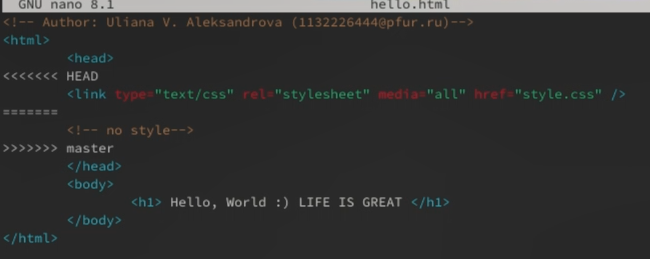 GNU nano 8.1 hello.html
<!-- Author: Uliana V. Aleksandrova (1132226444@pfur.ru)-->
<html>
<head>
<<<<<<< HEAD
<link type="text/css" rel="stylesheet" media="all" href="style.css" />
=======
<!-- no style-->
>>>>>>> master
</head>
<body>
<h1> Hello, World :) LIFE IS GREAT </h1>
</body>
</html>